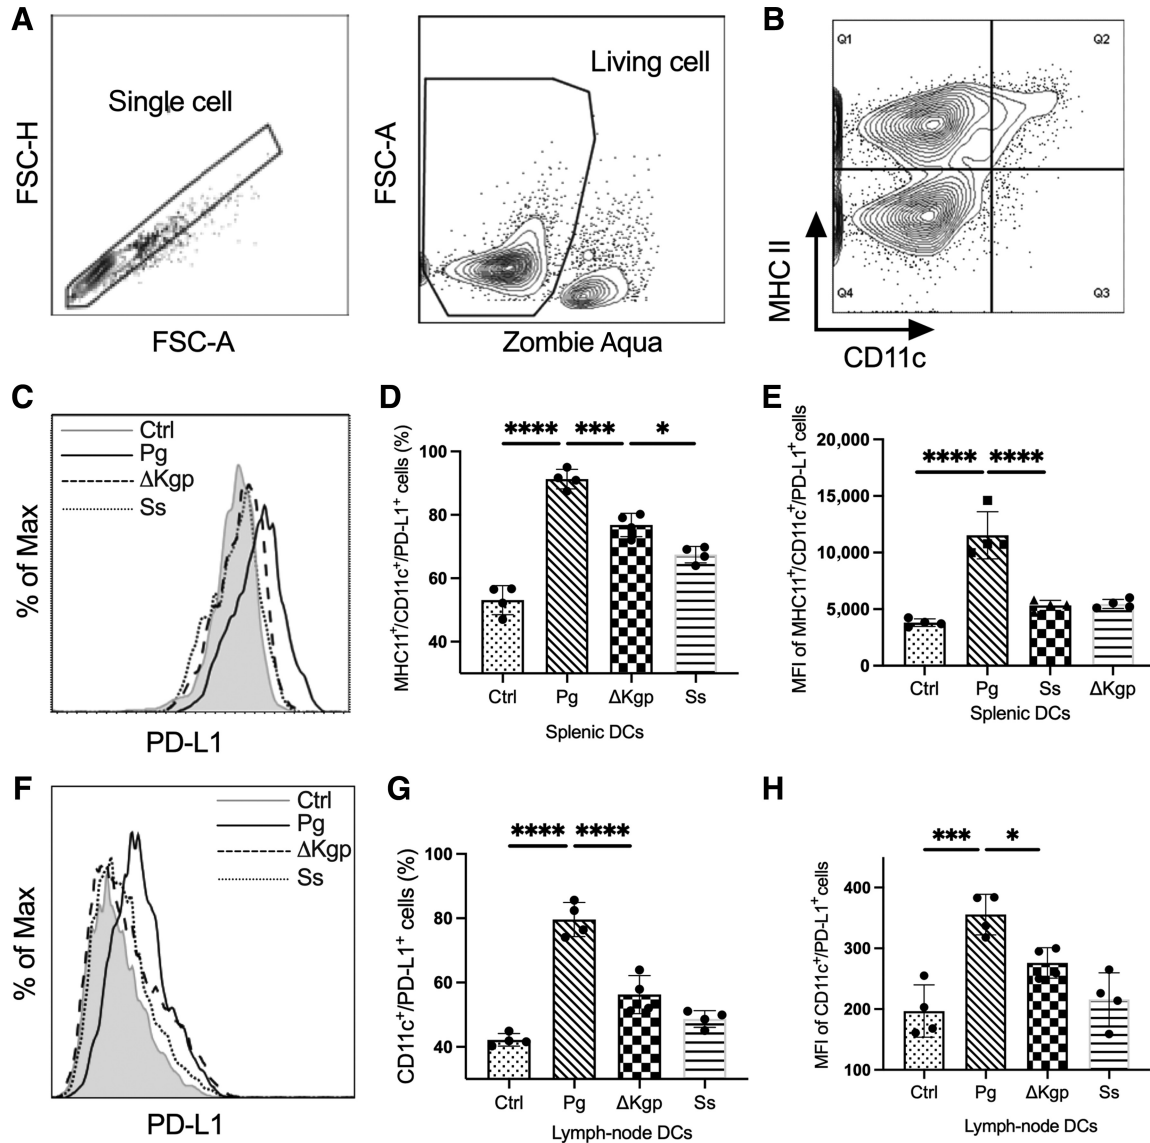 A
FSC-H
Single cell
FSC-A
FSC-A
Living cell
Zombie Aqua
B
Q1
Q2
Q4
Q3
MHC II
CD11c
C
Ctrl
Pg
ΔKgp
Ss
% of Max
PD-L1
D
**** *** *
MHC11⁺/CD11c⁺/PD-L1⁺ cells (%)
100
80
60
40
Ctrl Pg ΔKgp Ss
Splenic DCs
E
**** ****
MFI of MHC11⁺/CD11c⁺/PD-L1⁺cells
20,000
15,000
10,000
5,000
0
Ctrl Pg Ss ΔKgp
Splenic DCs
F
Ctrl
Pg
ΔKgp
Ss
% of Max
PD-L1
G
**** ****
CD11c⁺/PD-L1⁺ cells (%)
100
80
60
40
Ctrl Pg ΔKgp Ss
Lymph-node DCs
H
*** *
MFI of CD11c⁺/PD-L1⁺cells
400
300
200
100
Ctrl Pg ΔKgp Ss
Lymph-node DCs